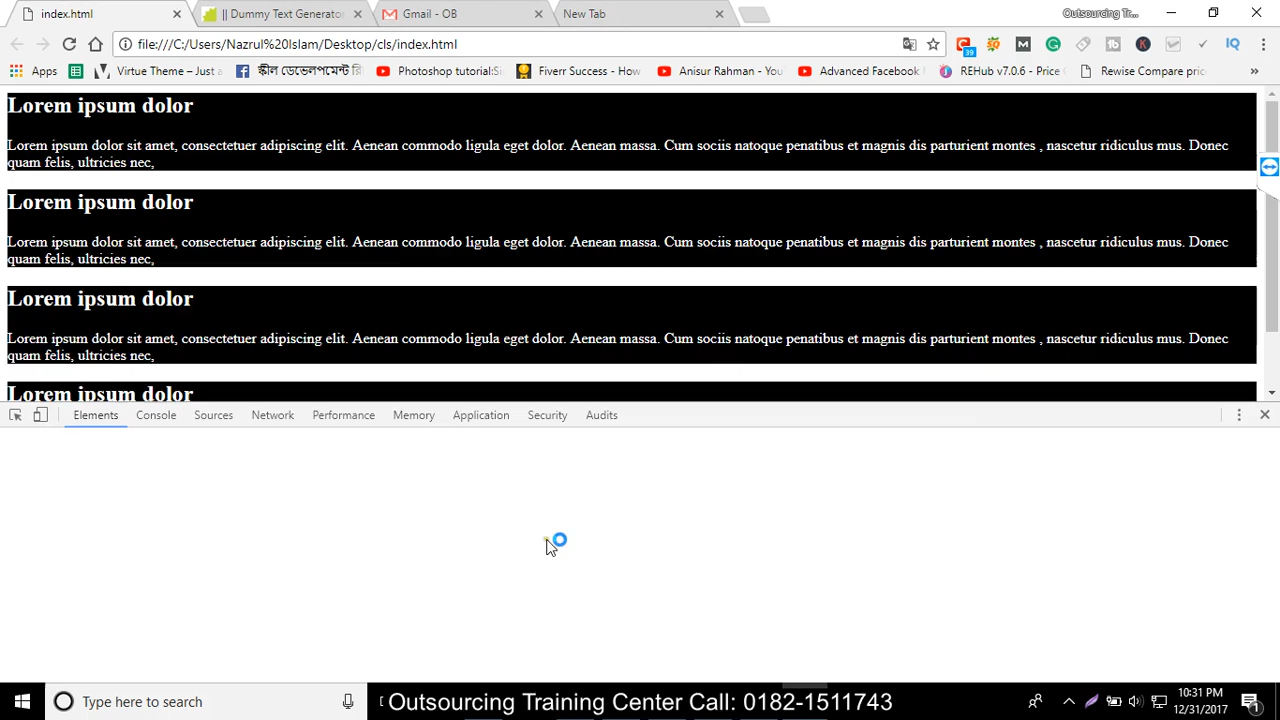 index.html
|| Dummy Text Generator
Gmail - OB
New Tab
Outsourcing Tr...
file:///C:/Users/Nazrul%20Islam/Desktop/cls/index.html
39
Apps
Virtue Theme - Just a
স্কীল ডেভেলপমেন্ট
Photoshop tutorial:S
Fiverr Success - How
Anisur Rahman - You
Advanced Facebook
REHub v7.0.6 - Price C
Rewise Compare pric
»
Lorem ipsum dolor
Lorem ipsum dolor sit amet, consectetuer adipiscing elit. Aenean commodo ligula eget dolor. Aenean massa. Cum sociis natoque penatibus et magnis dis parturient montes , nascetur ridiculus mus. Donec
quam felis, ultricies nec,
Lorem ipsum dolor
Lorem ipsum dolor sit amet, consectetuer adipiscing elit. Aenean commodo ligula eget dolor. Aenean massa. Cum sociis natoque penatibus et magnis dis parturient montes , nascetur ridiculus mus. Donec
quam felis, ultricies nec,
Lorem ipsum dolor
Lorem ipsum dolor sit amet, consectetuer adipiscing elit. Aenean commodo ligula eget dolor. Aenean massa. Cum sociis natoque penatibus et magnis dis parturient montes , nascetur ridiculus mus. Donec
quam felis, ultricies nec,
Lorem ipsum dolor
Elements
Console
Sources
Network
Performance
Memory
Application
Security
Audits
Type here to search
Outsourcing Training Center Call: 0182-1511743
10:31 PM
12/31/2017
1